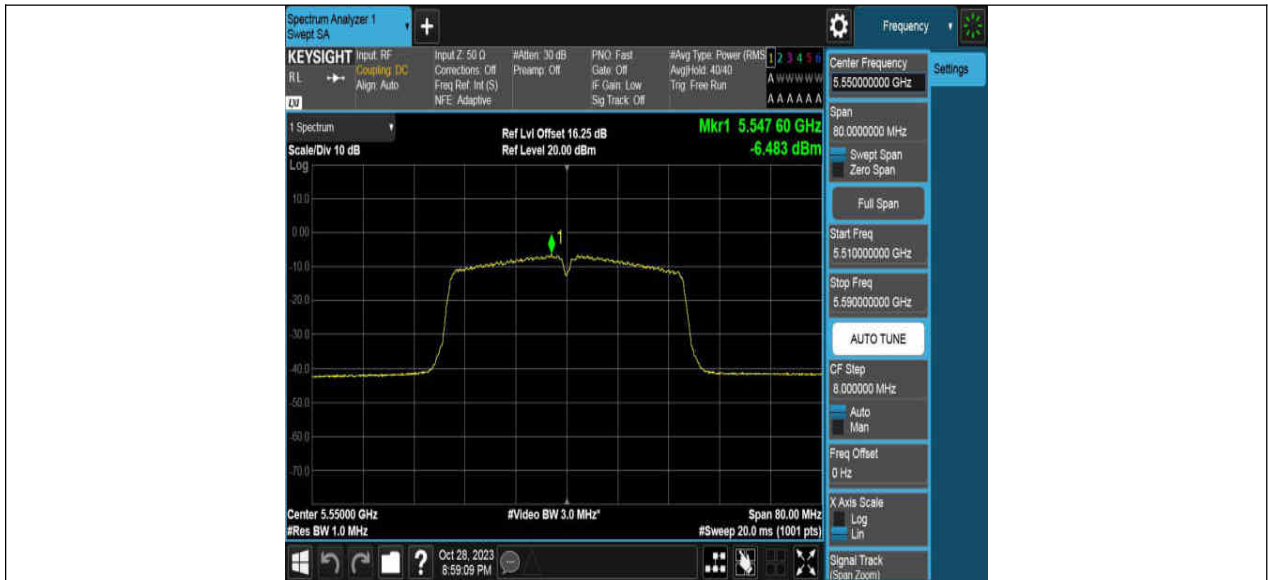 Spectrum Analyzer 1
Swept SA
+
Frequency
KEYSIGHT
RL
LXI
Input: RF
Coupling: DC
Align: Auto
Input Z: 50 Ω
Corrections: Off
Freq Ref: Int (S)
NFE: Adaptive
#Atten: 30 dB
Preamp: Off
PNO: Fast
Gate: Off
IF Gain: Low
Sig Track: Off
#Avg Type: Power (RMS
Avg|Hold: 40/40
Trig: Free Run
1 2 3 4 5 6
A W W W W W
A A A A A A
1 Spectrum
Scale/Div 10 dB
Log
Ref Lvl Offset 16.25 dB
Ref Level 20.00 dBm
Mkr1 5.547 60 GHz
-6.483 dBm
10.0
0.00
-10.0
-20.0
-30.0
-40.0
-50.0
-60.0
-70.0
1
Center 5.55000 GHz
#Res BW 1.0 MHz
#Video BW 3.0 MHz*
Span 80.00 MHz
#Sweep 20.0 ms (1001 pts)
?
Oct 28, 2023
8:59:09 PM
Center Frequency
5.550000000 GHz
Settings
Span
80.0000000 MHz
Swept Span
Zero Span
Full Span
Start Freq
5.510000000 GHz
Stop Freq
5.590000000 GHz
AUTO TUNE
CF Step
8.000000 MHz
Auto
Man
Freq Offset
0 Hz
X Axis Scale
Log
Lin
Signal Track
(Span Zoom)